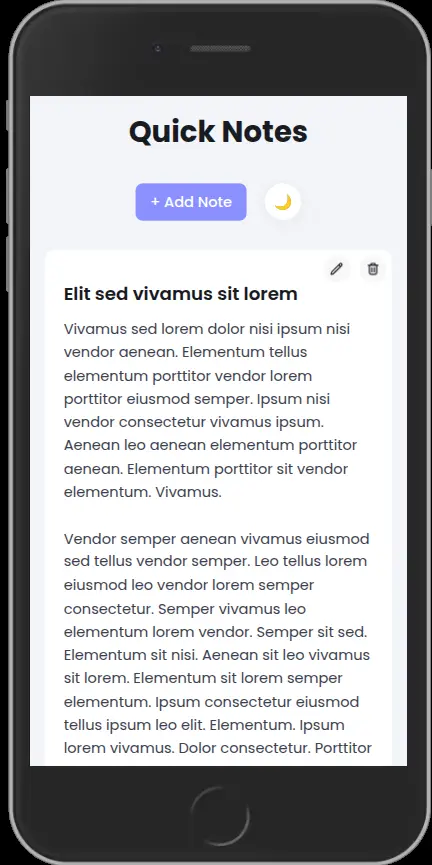 Quick Notes
+ Add Note
Elit sed vivamus sit lorem
Vivamus sed lorem dolor nisi ipsum nisi
vendor aenean. Elementum tellus
elementum porttitor vendor lorem
porttitor eiusmod semper. Ipsum nisi
vendor consectetur vivamus ipsum.
Aenean leo aenean elementum porttitor
aenean. Elementum porttitor sit vendor
elementum. Vivamus.
Vendor semper aenean vivamus eiusmod
sed tellus vendor semper. Leo tellus lorem
eiusmod leo vendor lorem semper
consectetur. Semper vivamus leo
elementum lorem vendor. Semper sit sed.
Elementum sit nisi. Aenean sit leo vivamus
sit lorem. Elementum sit lorem semper
elementum. Ipsum consectetur eiusmod
tellus ipsum leo elit. Elementum. Ipsum
lorem vivamus. Dolor consectetur. Porttitor